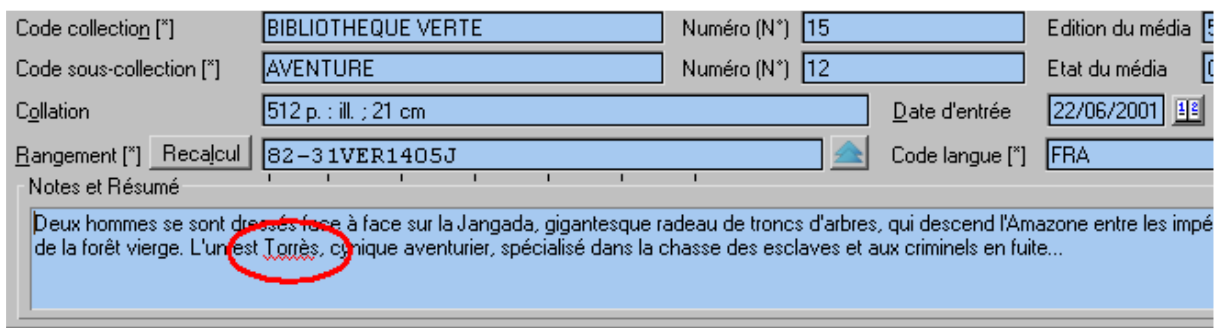 Code collection [*] BIBLIOTHEQUE VERTE Numéro (N°) 15 Edition du média
Code sous-collection [*] AVENTURE Numéro (N°) 12 Etat du média
Collation 512 p. : ill. ; 21 cm Date d'entrée 22/06/2001
Rangement [*] Recalcul 82-31VER1405J Code langue [*] FRA
Notes et Résumé
Deux hommes se sont dressés face à face sur la Jangada, gigantesque radeau de troncs d'arbres, qui descend l'Amazone entre les
de la forêt vierge. L'un est Torrès, cynique aventurier, spécialisé dans la chasse des esclaves et aux criminels en fuite...